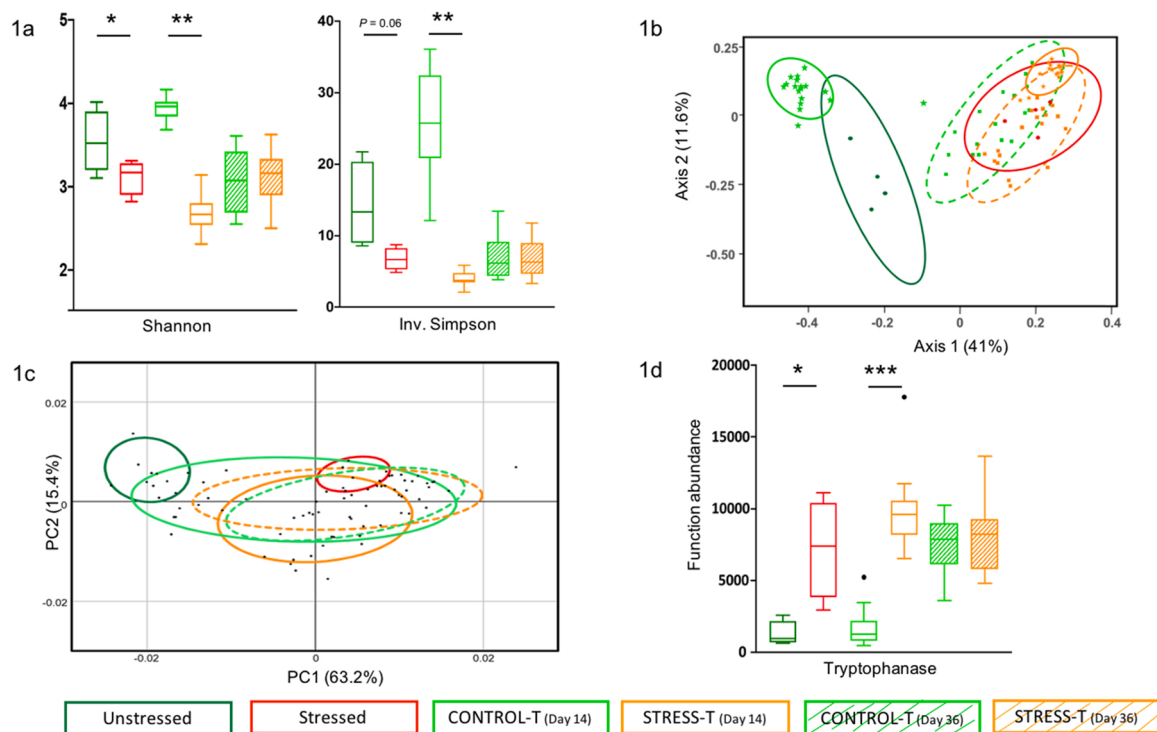 1a
5
4
3
2
*
**
Shannon
40
30
20
10
0
P = 0.06
**
Inv. Simpson
1b
Axis 2 (11.6%)
0.25
0
-0.25
-0.50
-0.4
-0.2
0
0.2
0.4
Axis 1 (41%)
1c
PC2 (15.4%)
0.02
0
-0.02
-0.02
0
0.02
PC1 (63.2%)
1d
Function abundance
20000
15000
10000
5000
0
*
***
Tryptophanase
Unstressed
Stressed
CONTROL-T (Day 14)
STRESS-T (Day 14)
CONTROL-T (Day 36)
STRESS-T (Day 36)